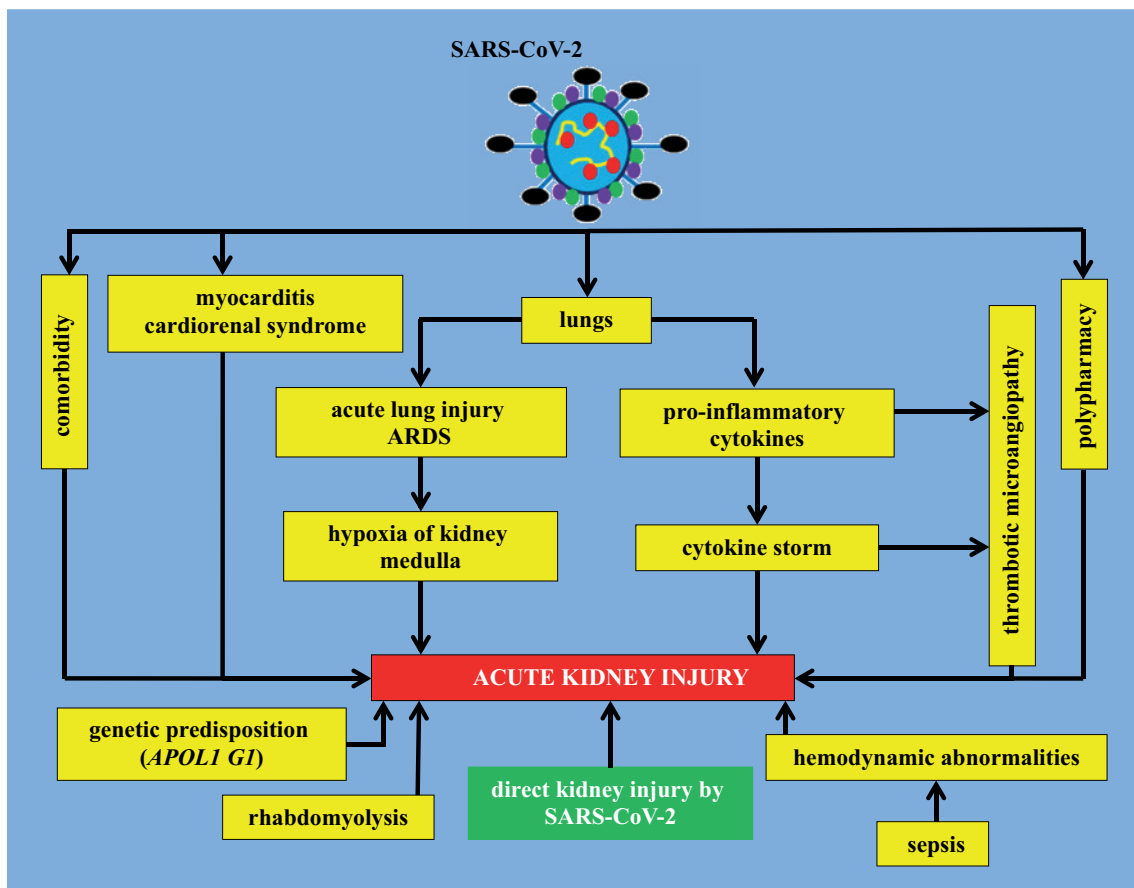 SARS-CoV-2
comorbidity
myocarditis
cardiorenal syndrome
lungs
polypharmacy
thrombotic microangiopathy
acute lung injury
ARDS
pro-inflammatory
cytokines
hypoxia of kidney
medulla
cytokine storm
ACUTE KIDNEY INJURY
genetic predisposition
(APOL1 G1)
rhabdomyolysis
direct kidney injury by
SARS-CoV-2
hemodynamic abnormalities
sepsis